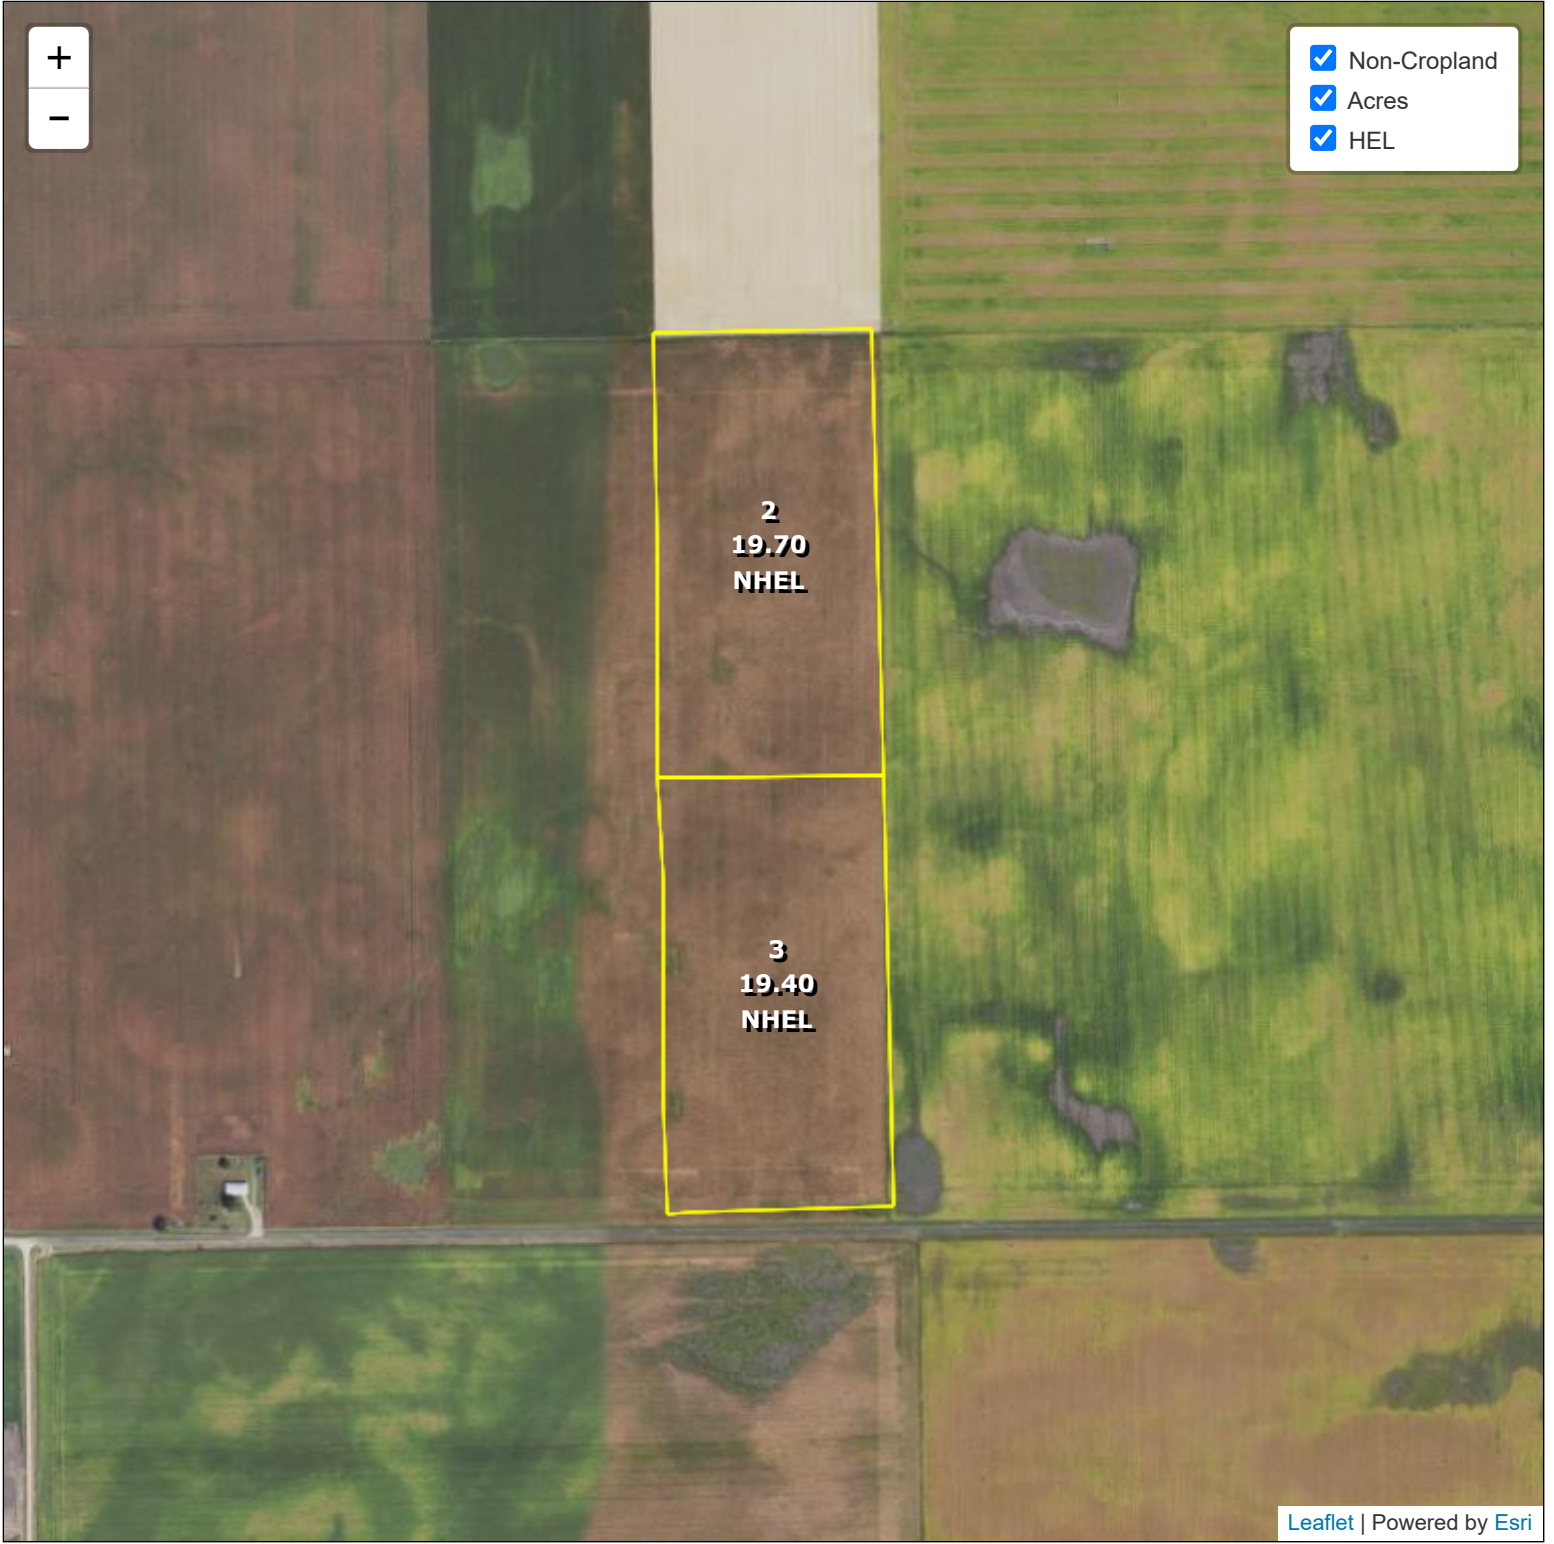 +
−
Non-Cropland
Acres
HEL
2
19.70
NHEL
3
19.40
NHEL
Leaflet | Powered by Esri